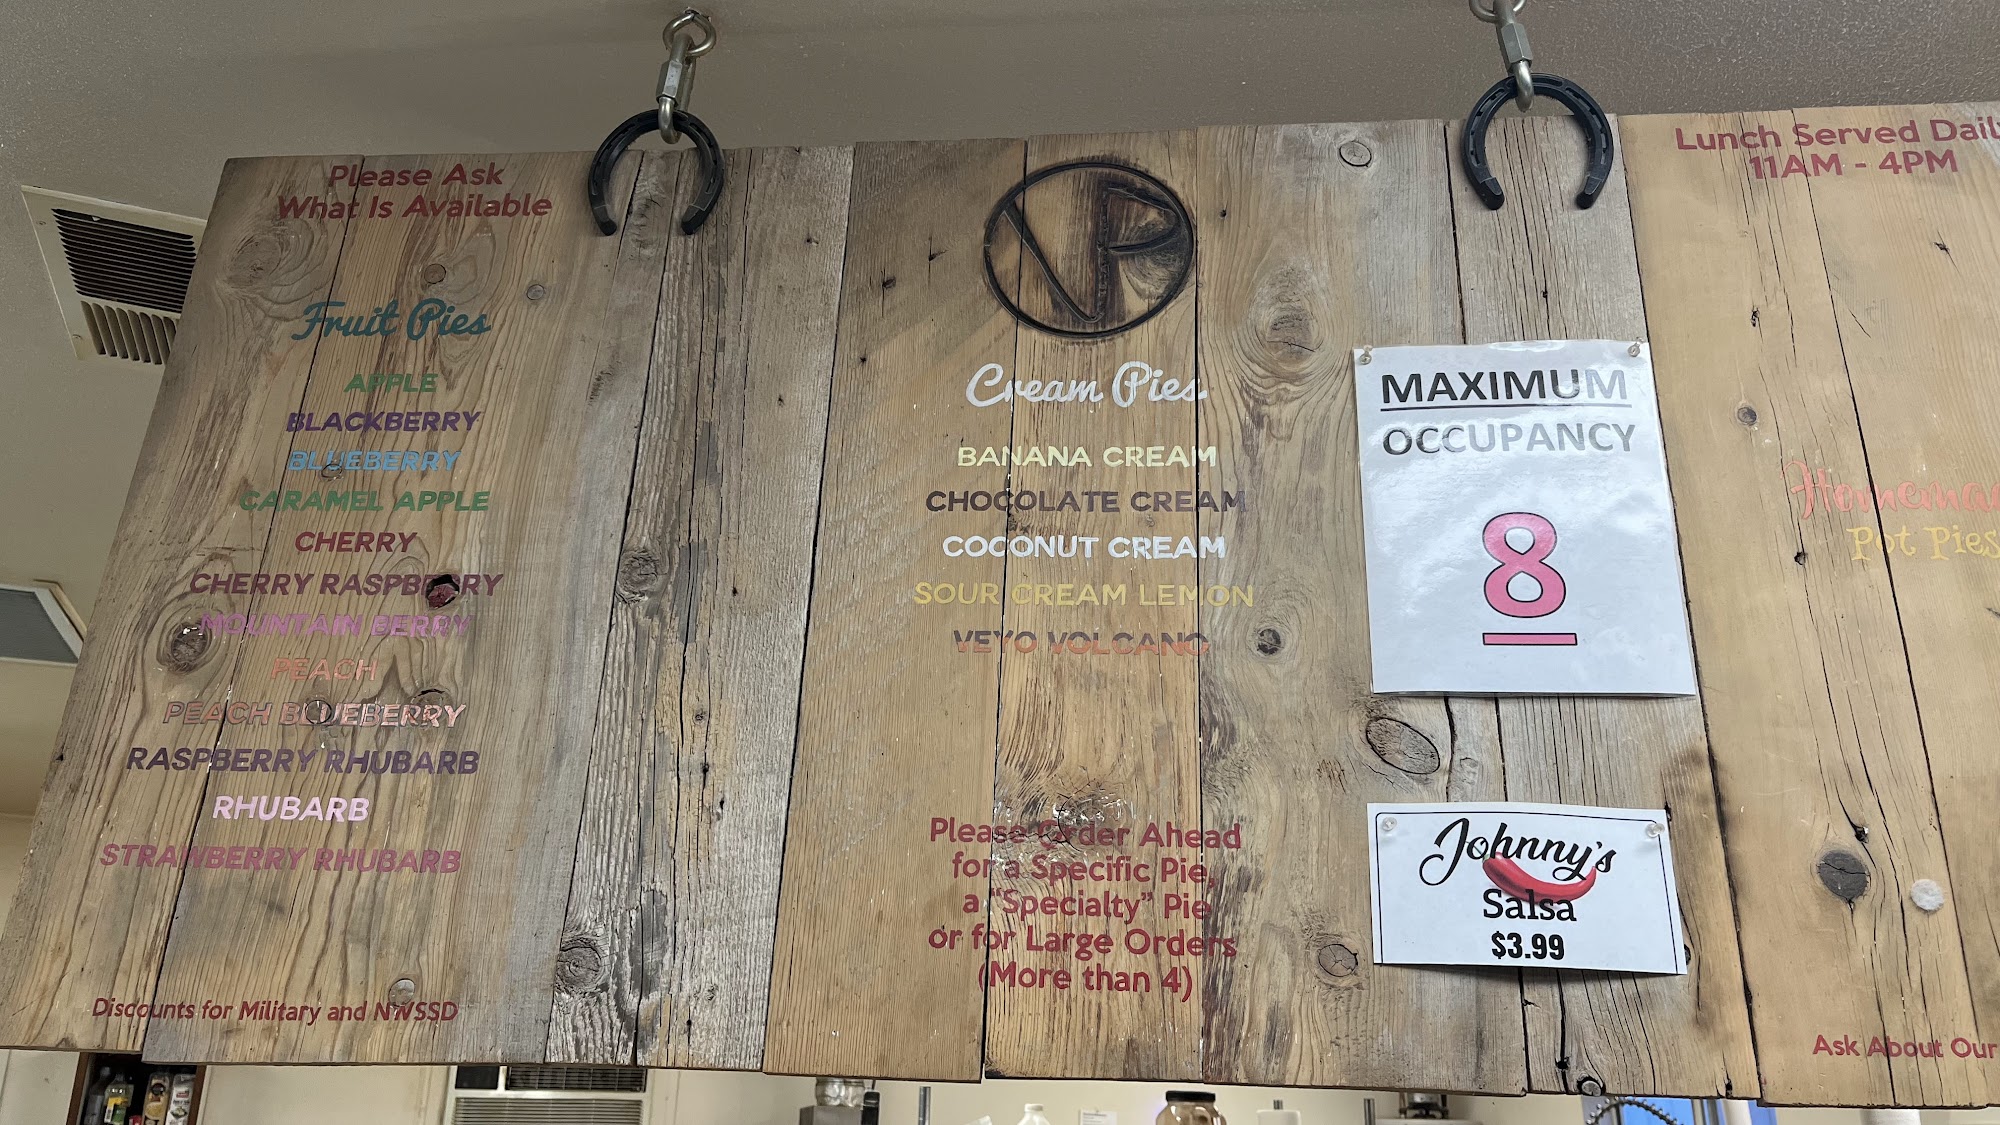 Please Ask
What Is Available
Fruit Pies
APPLE
BLACKBERRY
BLUEBERRY
CARAMEL APPLE
CHERRY
CHERRY RASPBERRY
MOUNTAIN BERRY
PEACH
PEACH BLUEBERRY
RASPBERRY RHUBARB
RHUBARB
STRAWBERRY RHUBARB
Discounts for Military and NWSSD
VP
Cream Pies
BANANA CREAM
CHOCOLATE CREAM
COCONUT CREAM
SOUR CREAM LEMON
VEYO VOLCANO
Please Order Ahead
for a Specific Pie,
a "Specialty" Pie
or for Large Orders
(More than 4)
MAXIMUM
OCCUPANCY
8
Johnny's
Salsa
$3.99
Lunch Served Daily
11AM - 4PM
Homema
Pot Pies
Ask About Our